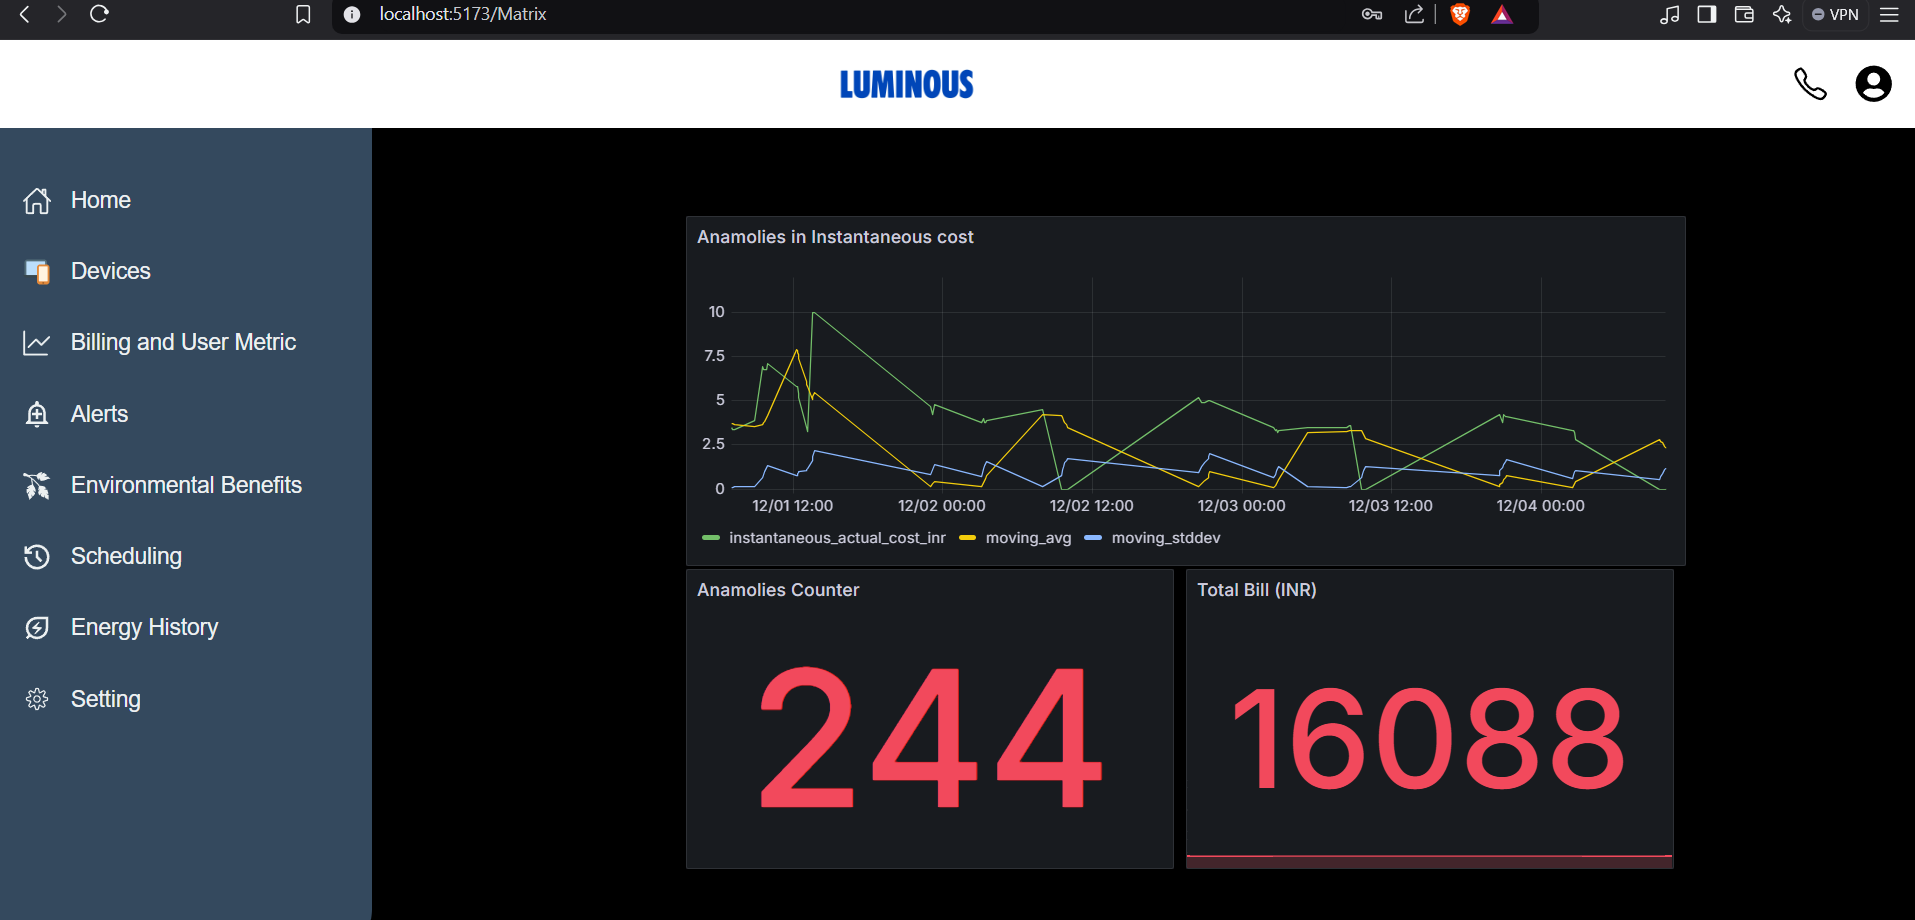 localhost:5173/Matrix
VPN
LUMINOUS
Home
Devices
Billing and User Metric
Alerts
Environmental Benefits
Scheduling
Energy History
Setting
Anamolies in Instantaneous cost
10
7.5
5
2.5
0
12/01 12:00 12/02 00:00 12/02 12:00 12/03 00:00 12/03 12:00 12/04 00:00
instantaneous_actual_cost_inr moving_avg moving_stddev
Anamolies Counter
244
Total Bill (INR)
16088